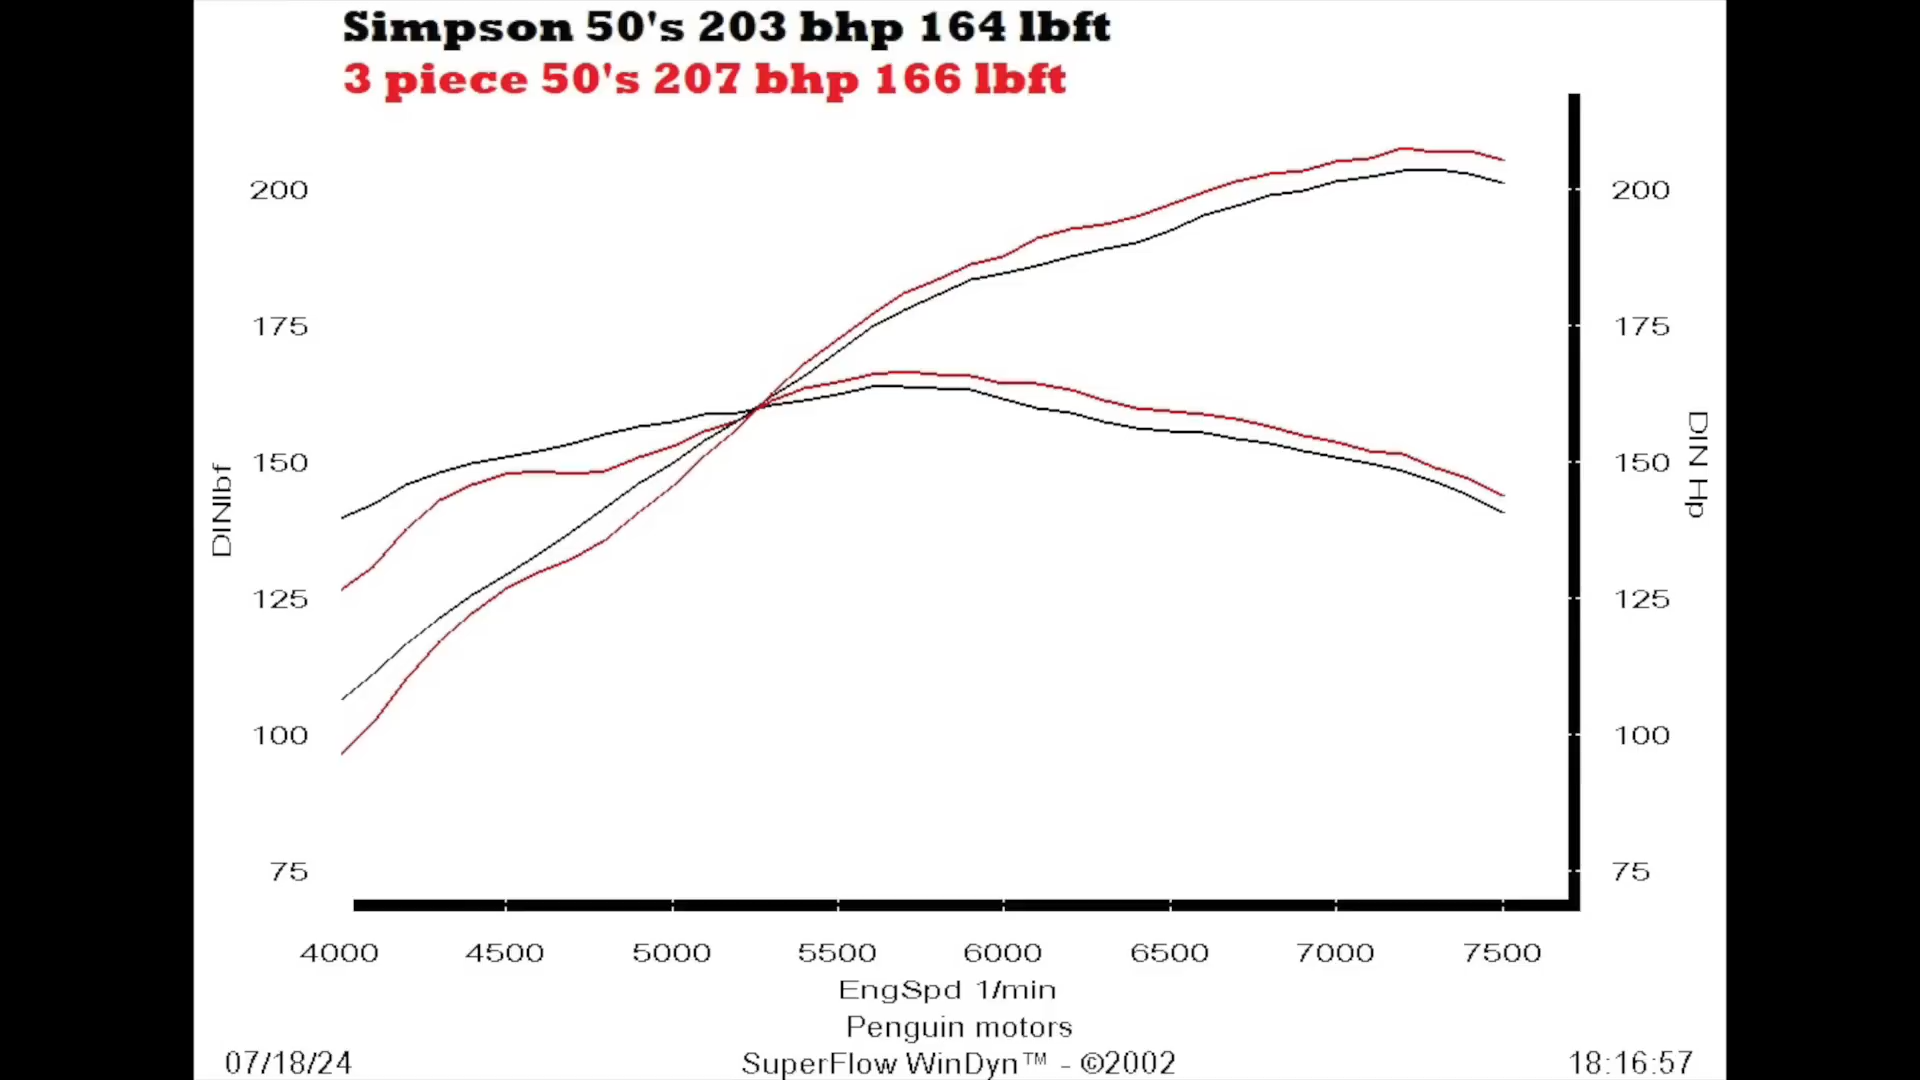 Simpson 50's 203 bhp 164 lbft
3 piece 50's 207 bhp 166 lbft
200
175
150
125
100
75
DINlbf
200
175
150
125
100
75
DIN Hp
4000 4500 5000 5500 6000 6500 7000 7500
EngSpd 1/min
Penguin motors
07/18/24 SuperFlow WinDyn™ - ©2002 18:16:57